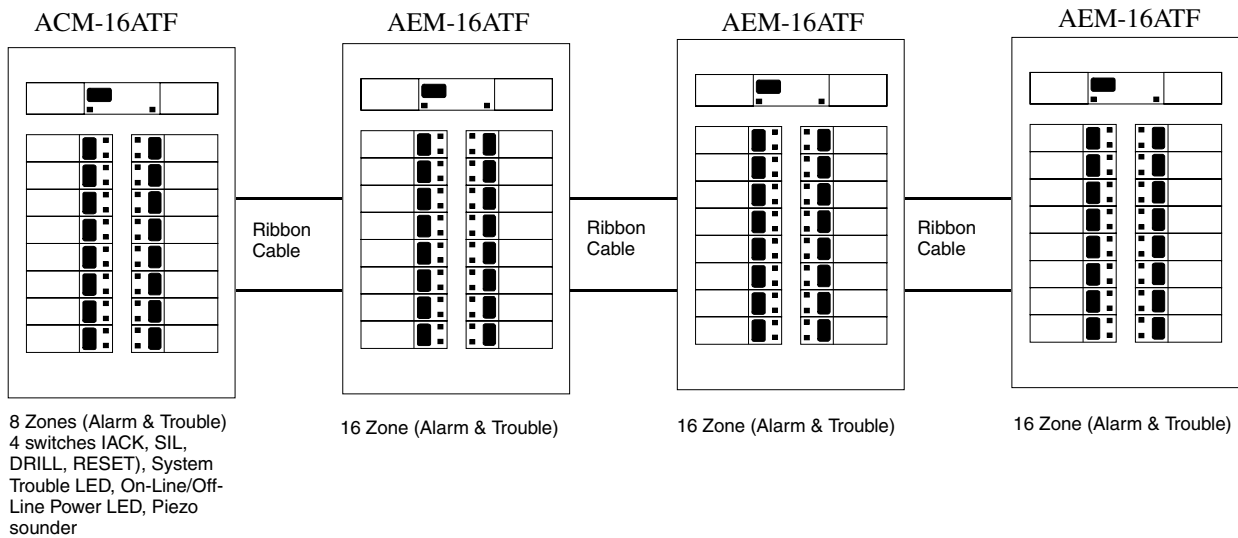 ACM-16ATF
AEM-16ATF
AEM-16ATF
AEM-16ATF
Ribbon
Cable
Ribbon
Cable
Ribbon
Cable
8 Zones (Alarm & Trouble)
4 switches IACK, SIL,
DRILL, RESET), System
Trouble LED, On-Line/Off-
Line Power LED, Piezo
sounder
16 Zone (Alarm & Trouble)
16 Zone (Alarm & Trouble)
16 Zone (Alarm & Trouble)